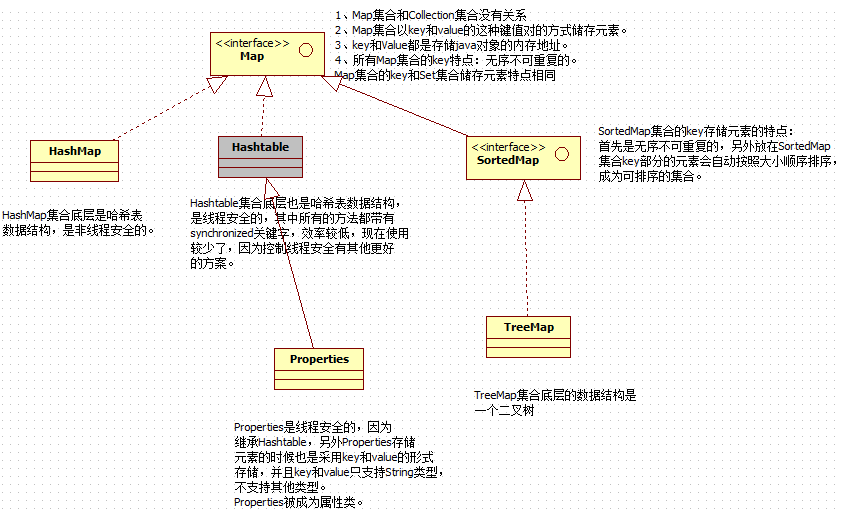 1、Map集合和Collection集合没有关系
2、Map集合以key和value的这种键值对的方式储存元素。
3、key和Value都是存储java对象的内存地址。
4、所有Map集合的key特点：无序不可重复的。
Map集合的key和Set集合储存元素特点相同
<<interface>>
Map
HashMap
Hashtable
<<interface>>
SortedMap
SortedMap集合的key存储元素的特点：
首先是无序不可重复的，另外放在SortedMap
集合key部分的元素会自动按照大小顺序排序，
成为可排序的集合。
HashMap集合底层是哈希表
数据结构，是非线程安全的。
Hashtable集合底层也是哈希表数据结构，
是线程安全的，其中所有的方法都带有
synchronized关键字，效率较低，现在使用
较少了，因为控制线程安全有其他更好
的方案。
Properties
TreeMap
TreeMap集合底层的数据结构是
一个二叉树
Properties是线程安全的，因为
继承Hashtable，另外Properties存储
元素的时候也是采用key和value的形式
存储，并且key和value只支持String类型，
不支持其他类型。
Properties被成为属性类。